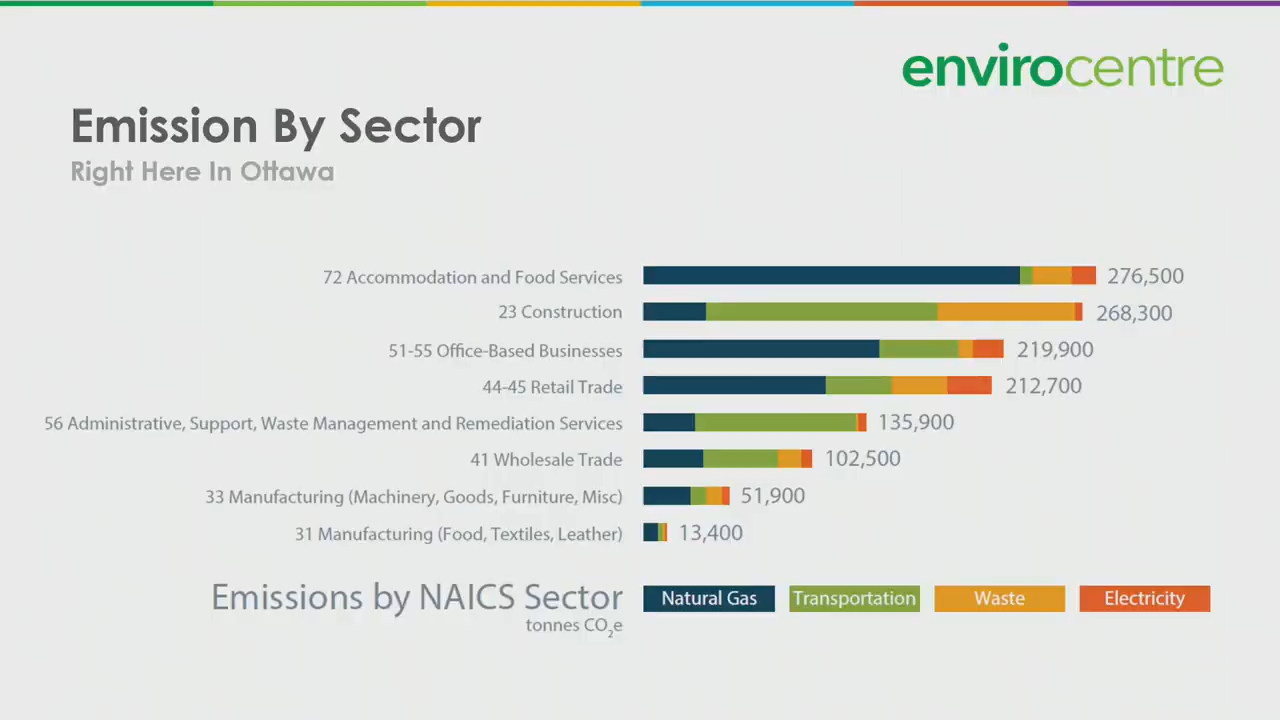 envirocentre
Emission By Sector
Right Here In Ottawa
72 Accommodation and Food Services 276,500
23 Construction 268,300
51-55 Office-Based Businesses 219,900
44-45 Retail Trade 212,700
56 Administrative, Support, Waste Management and Remediation Services 135,900
41 Wholesale Trade 102,500
33 Manufacturing (Machinery, Goods, Furniture, Misc) 51,900
31 Manufacturing (Food, Textiles, Leather) 13,400
Emissions by NAICS Sector Natural Gas Transportation Waste Electricity
tonnes CO₂e